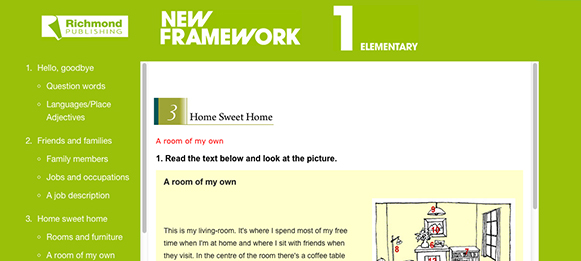 Richmond
PUBLISHING
NEW
FRAMEWORK
1
ELEMENTARY
1. Hello, goodbye
Question words
Languages/Place
Adjectives
2. Friends and families
Family members
Jobs and occupations
A job description
3. Home sweet home
Rooms and furniture
A room of my own
3 Home Sweet Home
A room of my own
1. Read the text below and look at the picture.
A room of my own
This is my living-room. It's where I spend most of my free
time when I'm at home and where I sit with friends when
they visit. In the centre of the room there's a coffee table
9
10
8
6